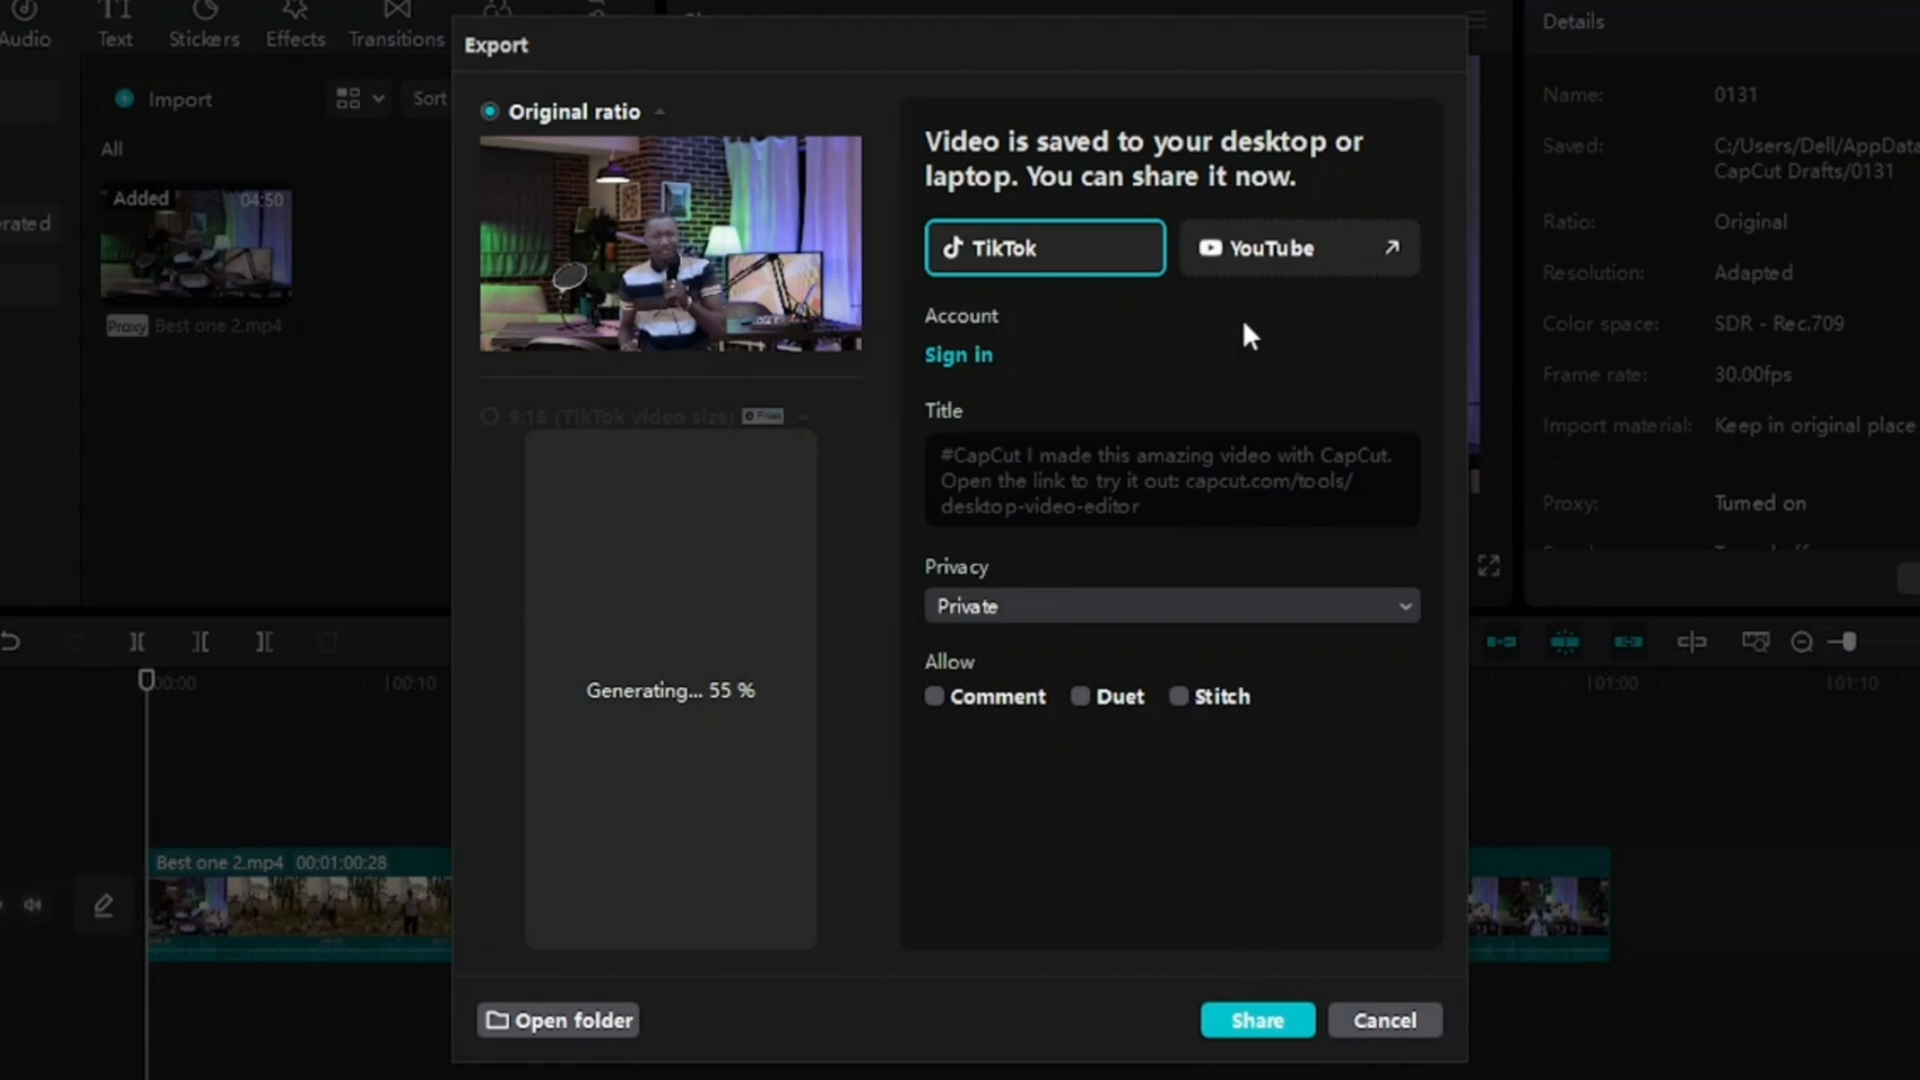 Audio
Text
Stickers
Effects
Transitions
Export
Details
Import
Sort
Original ratio
All
Added 04:50
Proxy Best one 2.mp4
erated
Video is saved to your desktop or
laptop. You can share it now.
TikTok
YouTube
Account
Sign in
9:16 (TikTok video size) Free
Title
#CapCut I made this amazing video with CapCut.
Open the link to try it out: capcut.com/tools/
desktop-video-editor
Privacy
Private
Allow
Comment Duet Stitch
Generating... 55 %
Open folder
Share
Cancel
Name: 0131
Saved: C:/Users/Dell/AppData
CapCut Drafts/0131
Ratio: Original
Resolution: Adapted
Color space: SDR - Rec.709
Frame rate: 30.00fps
Import material: Keep in original place
Proxy: Turned on
00:00
00:10
01:00
01:10
Best one 2.mp4 00:01:00:28